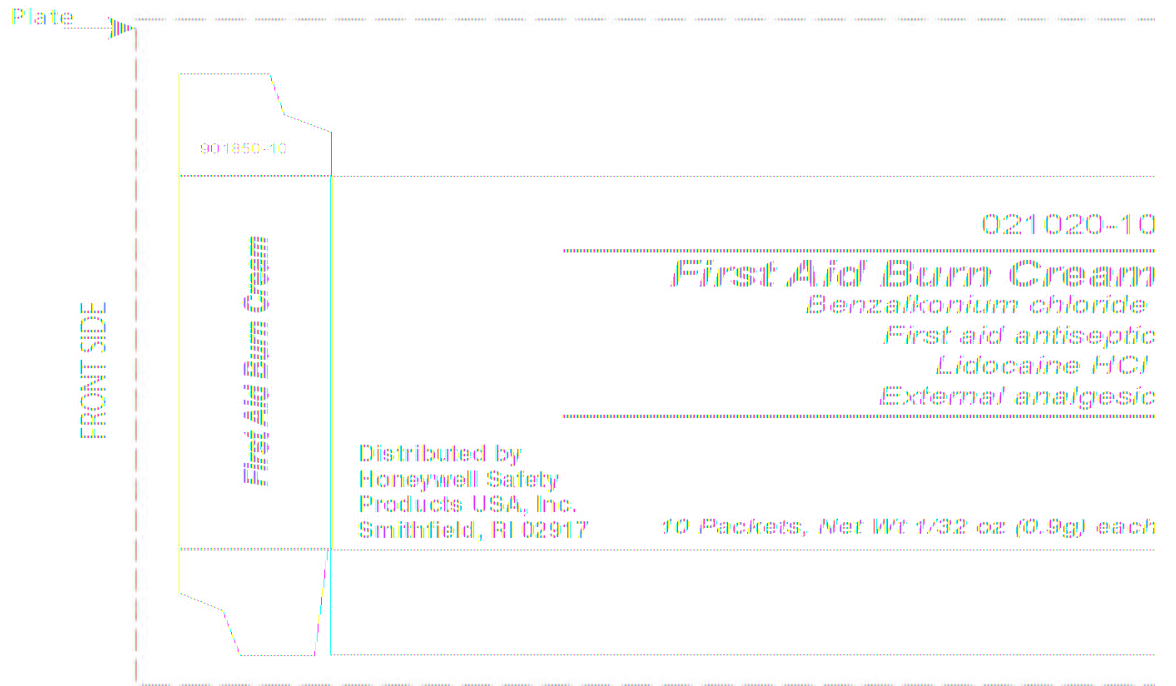 Plate
901850-10
FRONT SIDE
First Aid Burn Cream
021020-10
First Aid Burn Cream
Benzalkonium chloride
First aid antiseptic
Lidocaine HCl
External analgesic
Distributed by
Honeywell Safety
Products USA, Inc.
Smithfield, RI 02917
10 Packets, Net Wt 1/32 oz (0.9g) each